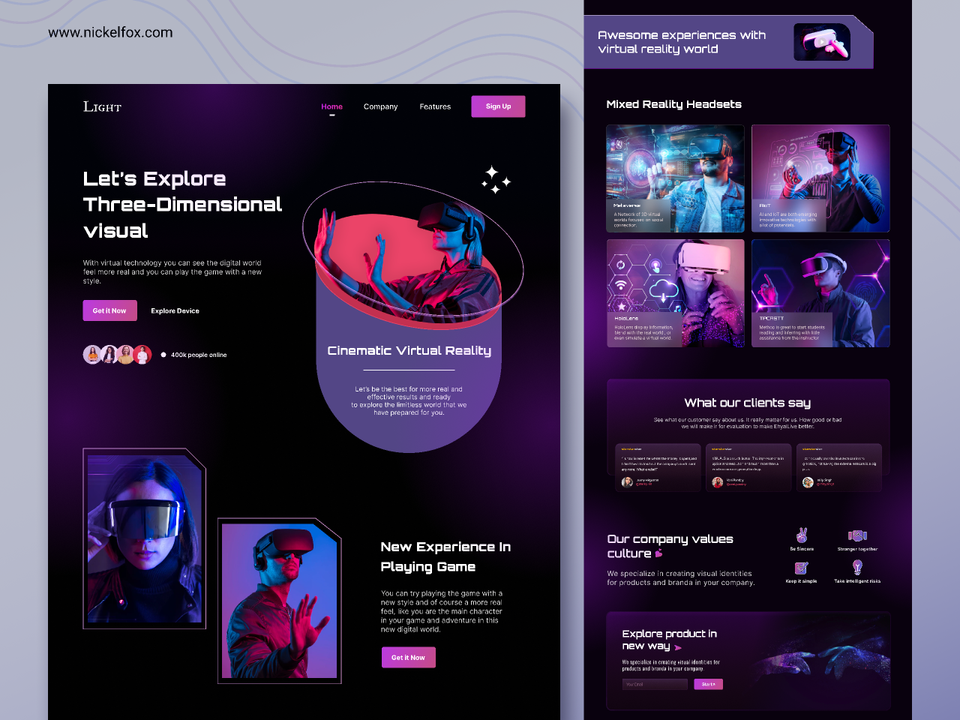 www.nickelfox.com
LIGHT
Home
Company
Features
Sign Up
Let's Explore
Three-Dimensional
visual
With virtual technology you can see the digital world
feel more real and you can play the game with a new
style.
Get it Now
Explore Device
400k people online
Cinematic Virtual Reality
Let's be the best for more real and
effective results and ready
to explore the limitless world that we
have prepared for you.
New Experience In
Playing Game
You can try playing the game with a
new style and of course a more real
feel, like you are the main character
in your game and adventure in this
new digital world.
Get it Now
Awesome experiences with
virtual reality world
Mixed Reality Headsets
Metaverse
A Network of 3D virtual
worlds focused on social
connection.
HoloLens
What our clients say
See what our customer say about us. It really matter for us. How good or bad
we will make it for evaluation to make
Our company values
culture
We specialize in creating visual identities
for products and branda in your company.
Be Sincere
Stronger together
Keep it simple
Take intelligent risks
Explore product in
new way
We specialize in creating visual identities for
products and branda in your company.